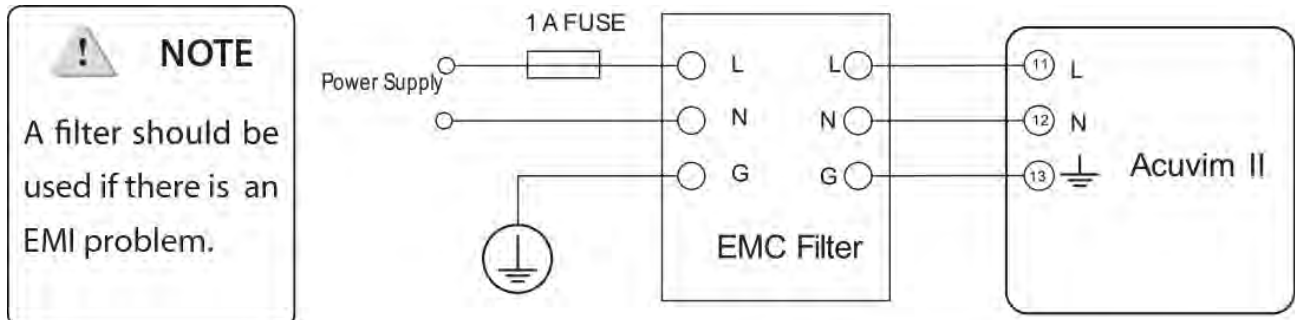 !
NOTE
A filter should be
used if there is an
EMI problem.
1 A FUSE
Power Supply
L
L
11
L
N
N
12
N
G
G
13
Acuvim II
EMC Filter